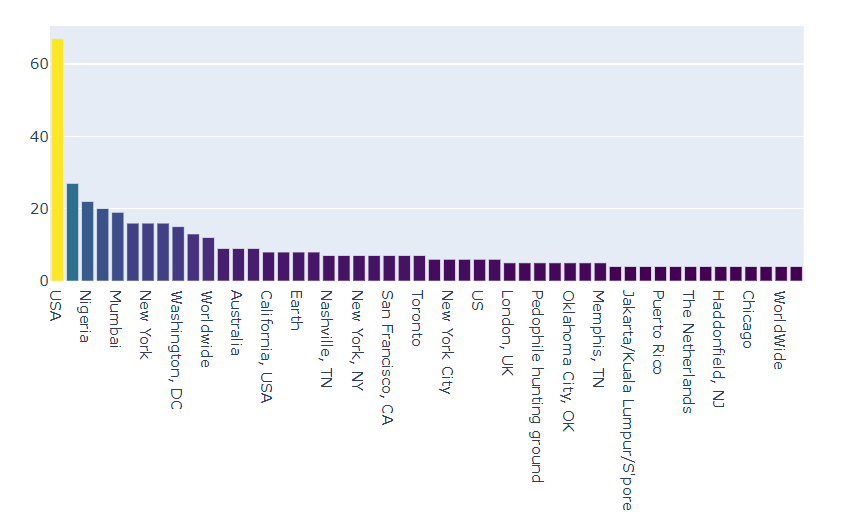 60
40
20
0
USA
Nigeria
Mumbai
New York
Washington, DC
Worldwide
Australia
California, USA
Earth
Nashville, TN
New York, NY
San Francisco, CA
Toronto
New York City
US
London, UK
Pedophile hunting ground
Oklahoma City, OK
Memphis, TN
Jakarta/Kuala Lumpur/S'pore
Puerto Rico
The Netherlands
Haddonfield, NJ
Chicago
WorldWide